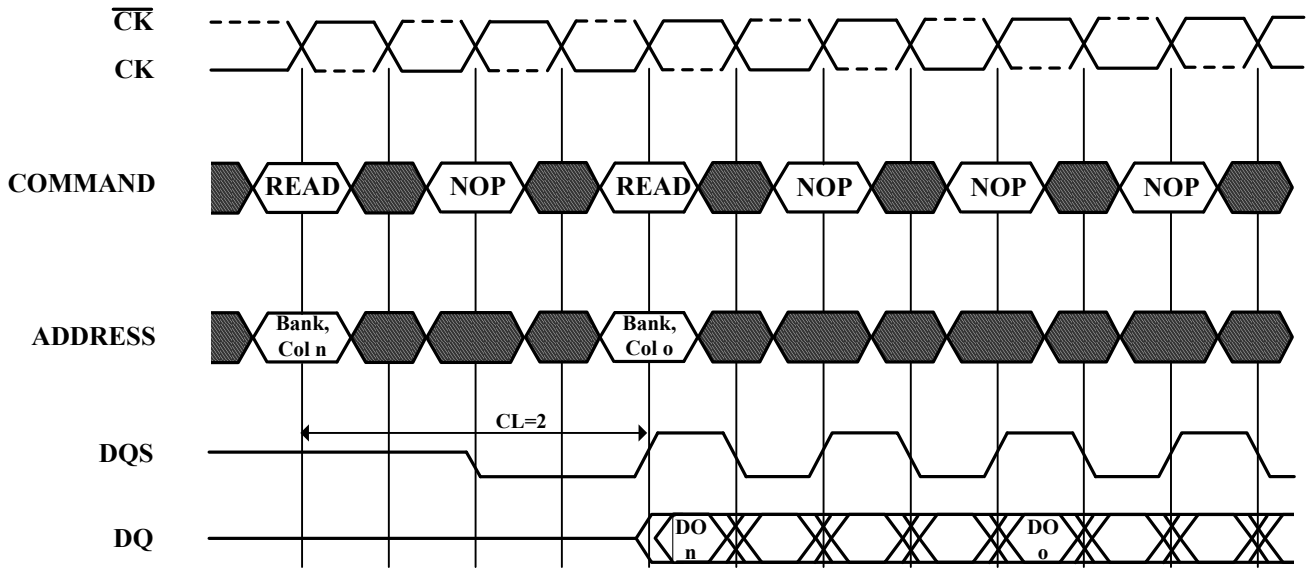 CK
CK
COMMAND
READ
NOP
READ
NOP
NOP
NOP
ADDRESS
Bank,
Col n
Bank,
Col o
CL=2
DQS
DQ
DO
n
DO
o